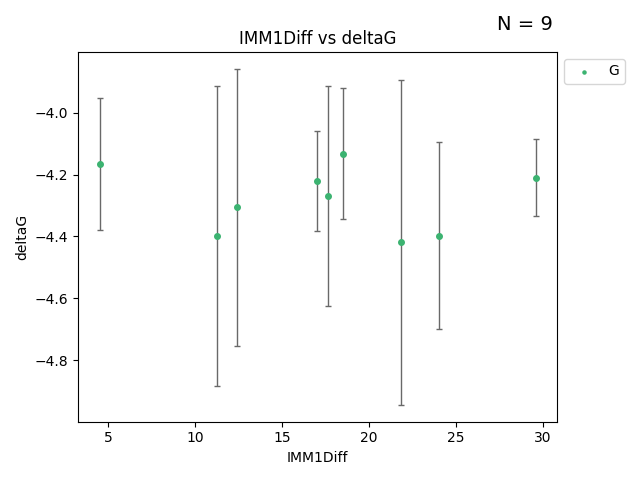 N = 9
IMM1Diff vs deltaG
G
deltaG
−4.0
−4.2
−4.4
−4.6
−4.8
5 10 15 20 25 30
IMM1Diff